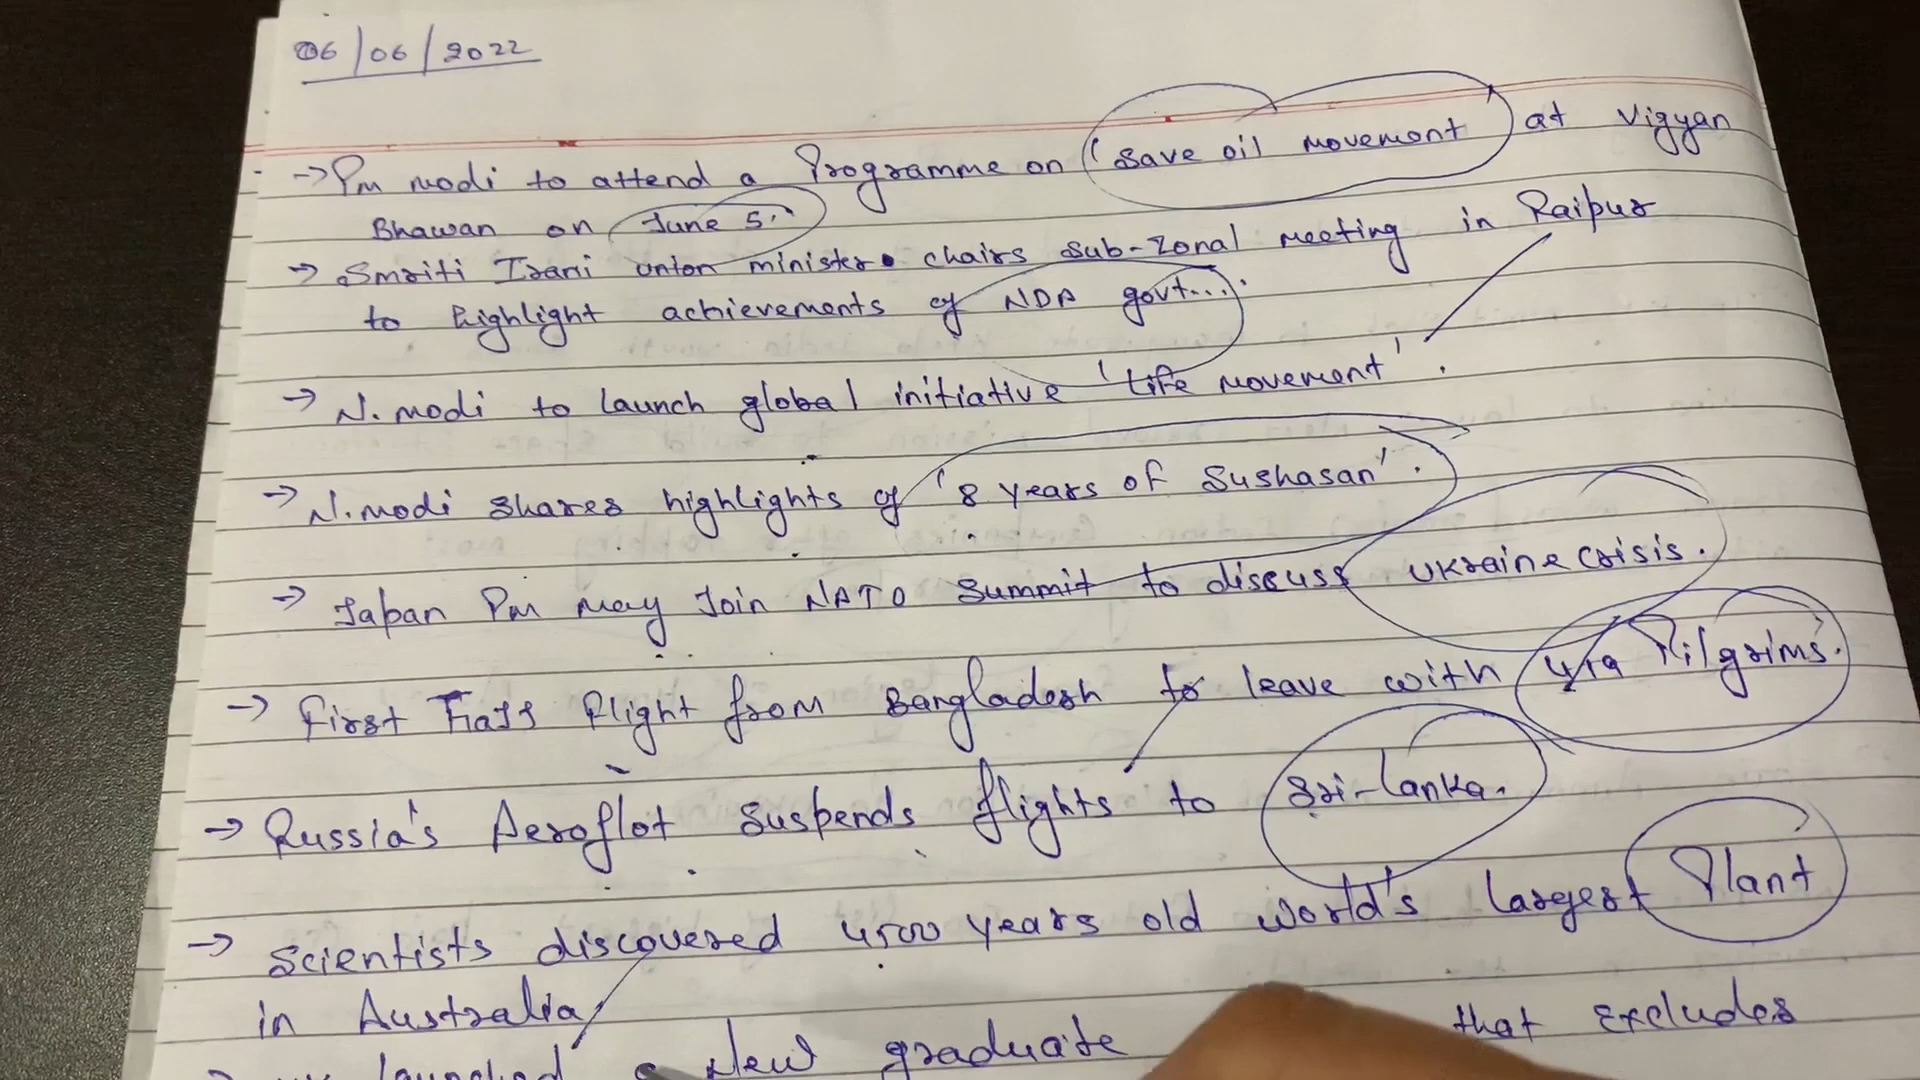 06/06/2022
→ PM modi to attend a Programme on 'Save oil movement' at Vigyan
Bhawan on June 5.
→ Smriti Irani union minister chairs sub-zonal meeting in Raipur
to highlight achievements of NDA govt....
→ N.modi to launch global initiative 'Life movement'.
→ N.modi shares highlights of '8 years of Sushasan'.
→ Japan PM may Join NATO Summit to discuss Ukraine crisis.
→ First Hajj flight from Bangladesh to leave with 419 Pilgrims.
→ Russia's Aeroflot suspends flights to Sri-Lanka.
→ Scientists discovered 4500 years old world's largest Plant
in Australia
→ launched a New graduate that excludes